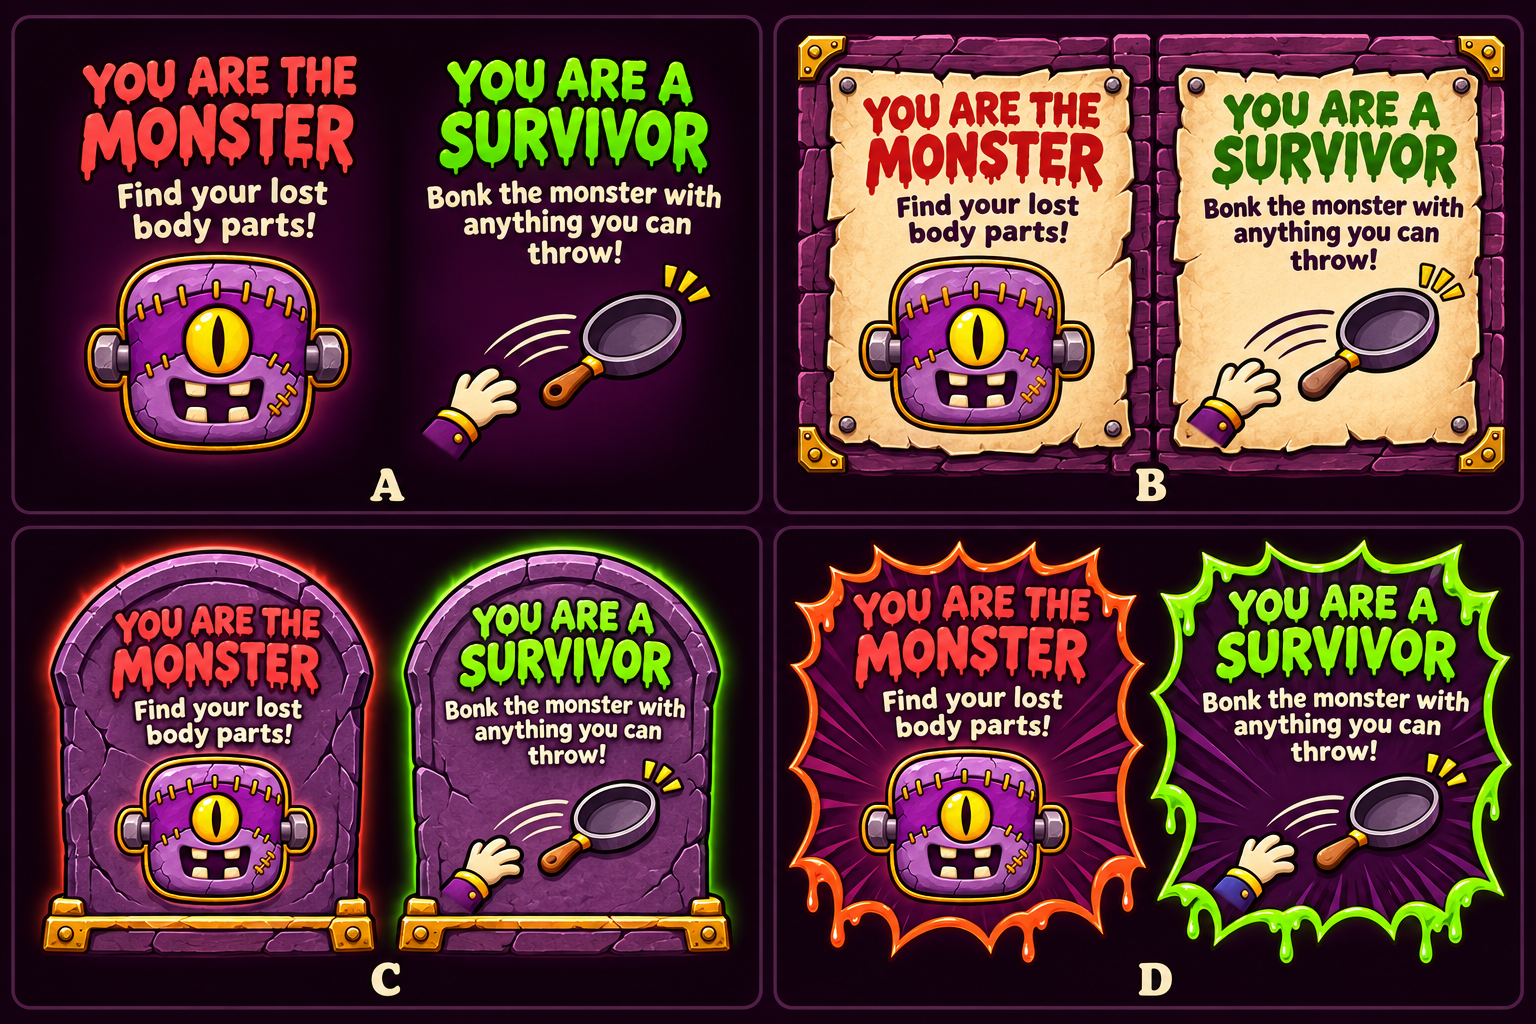 YOU ARE THE
MONSTER
Find your lost
body parts!
YOU ARE A
SURVIVOR
Bonk the monster with
anything you can
throw!
A
YOU ARE THE
MONSTER
Find your lost
body parts!
YOU ARE A
SURVIVOR
Bonk the monster with
anything you can
throw!
B
YOU ARE THE
MONSTER
Find your lost
body parts!
YOU ARE A
SURVIVOR
Bonk the monster with
anything you can
throw!
C
YOU ARE THE
MONSTER
Find your lost
body parts!
YOU ARE A
SURVIVOR
Bonk the monster with
anything you can
throw!
D